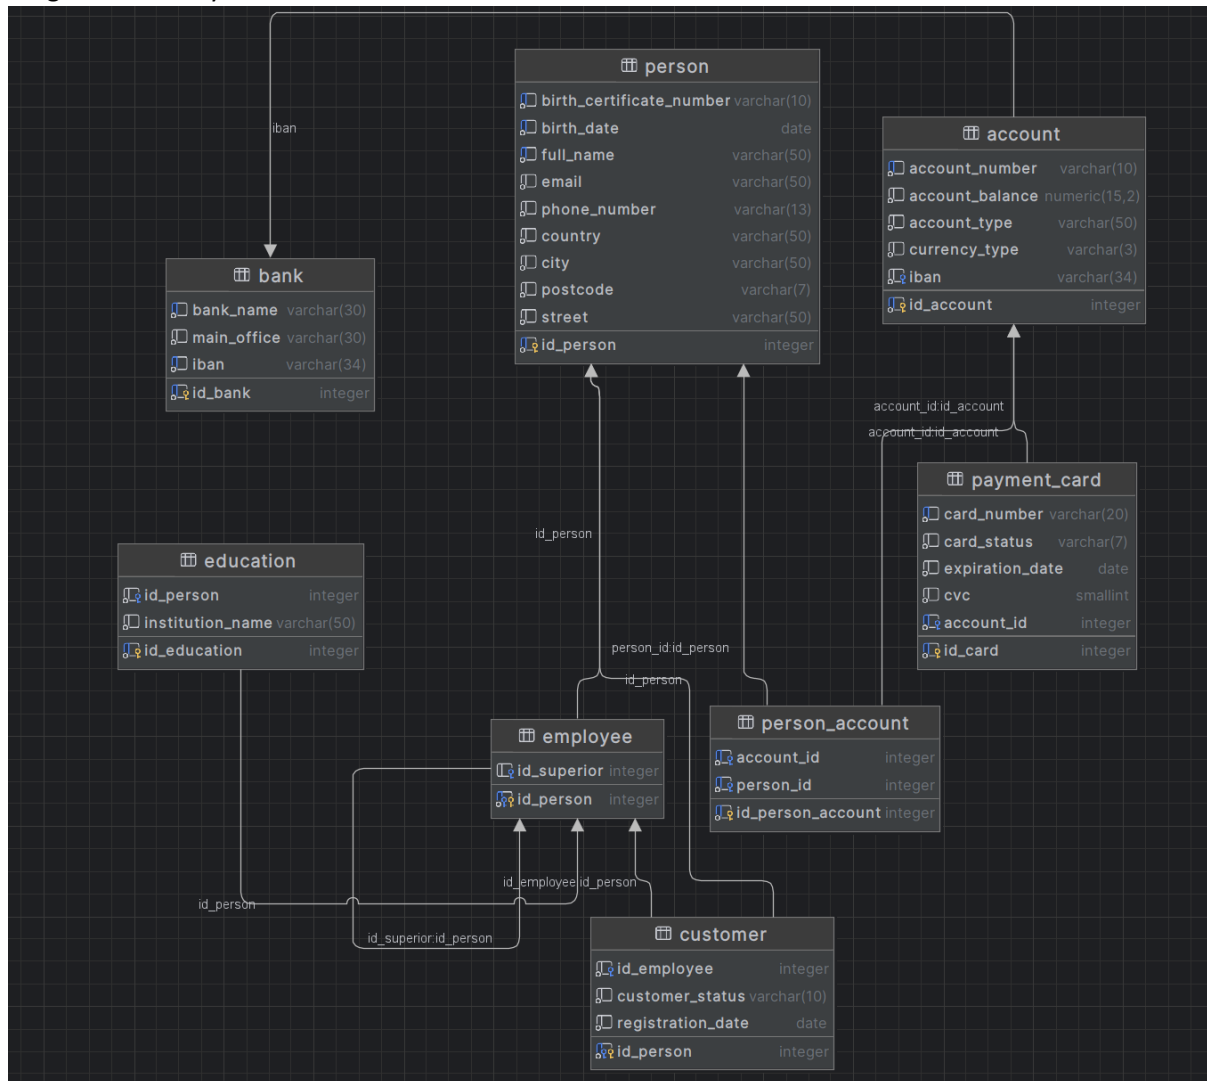 iban
person
birth_certificate_number varchar(10)
birth_date date
full_name varchar(50)
email varchar(50)
phone_number varchar(13)
country varchar(50)
city varchar(50)
postcode varchar(7)
street varchar(50)
id_person integer
account
account_number varchar(10)
account_balance numeric(15,2)
account_type varchar(50)
currency_type varchar(3)
iban varchar(34)
id_account integer
bank
bank_name varchar(30)
main_office varchar(30)
iban varchar(34)
id_bank integer
account_id:id_account
account_id:id_account
payment_card
card_number varchar(20)
card_status varchar(7)
expiration_date date
cvc smallint
account_id integer
id_card integer
id_person
education
id_person integer
institution_name varchar(50)
id_education integer
person_id:id_person
id_person
employee
id_superior integer
id_person integer
person_account
account_id integer
person_id integer
id_person_account integer
id_employee:id_person
id_person
id_superior:id_person
customer
id_employee integer
customer_status varchar(10)
registration_date date
id_person integer